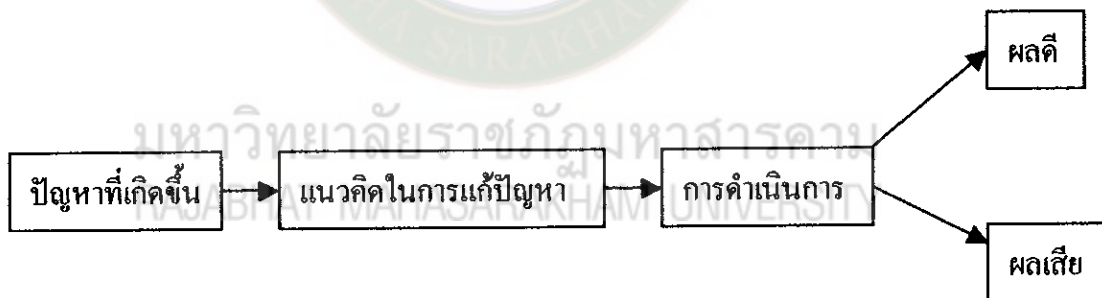 SARAKHA
ผลดี
มหาวิทยาลัยราชภัฏมหาสารคาม
ปัญหาที่เกิดขึ้น แนวคิดในการแก้ปัญหา การดำเนินการ
RAJABHAT MAHASARAKHAM UNIVERSITY
ผลเสีย